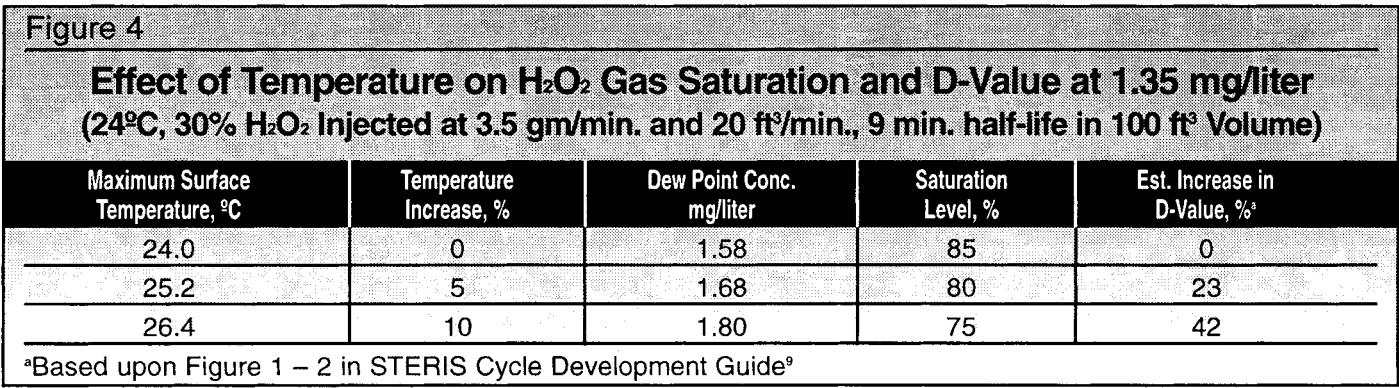 Figure 4
Effect of Temperature on H₂O₂ Gas Saturation and D-Value at 1.35 mg/liter
(24ºC, 30% H₂O₂ Injected at 3.5 gm/min. and 20 ft³/min., 9 min. half-life in 100 ft³ Volume)
Maximum Surface Temperature, ºC | Temperature Increase, % | Dew Point Conc. mg/liter | Saturation Level, % | Est. Increase in D-Value, %ᵃ
24.0 0 1.58 85 0
25.2 5 1.68 80 23
26.4 10 1.80 75 42
ᵃBased upon Figure 1 – 2 in STERIS Cycle Development Guide⁹